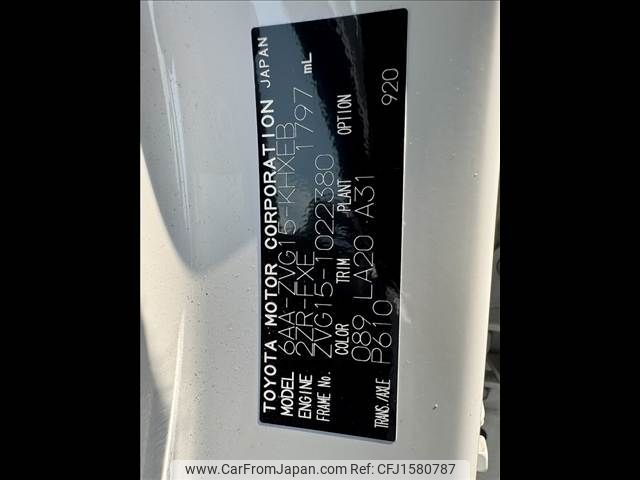 TOYOTA MOTOR CORPORATION JAPAN
MODEL 6AA-ZVG15-KHXEB
ENGINE 2ZR-FXE 1797 mL
FRAME No. ZVG15-1022380
COLOR TRIM PLANT OPTION
089 LA20 A31
TRANS./AXLE P610 920
www.CarFromJapan.com © CarFromJapan CFJ1580787